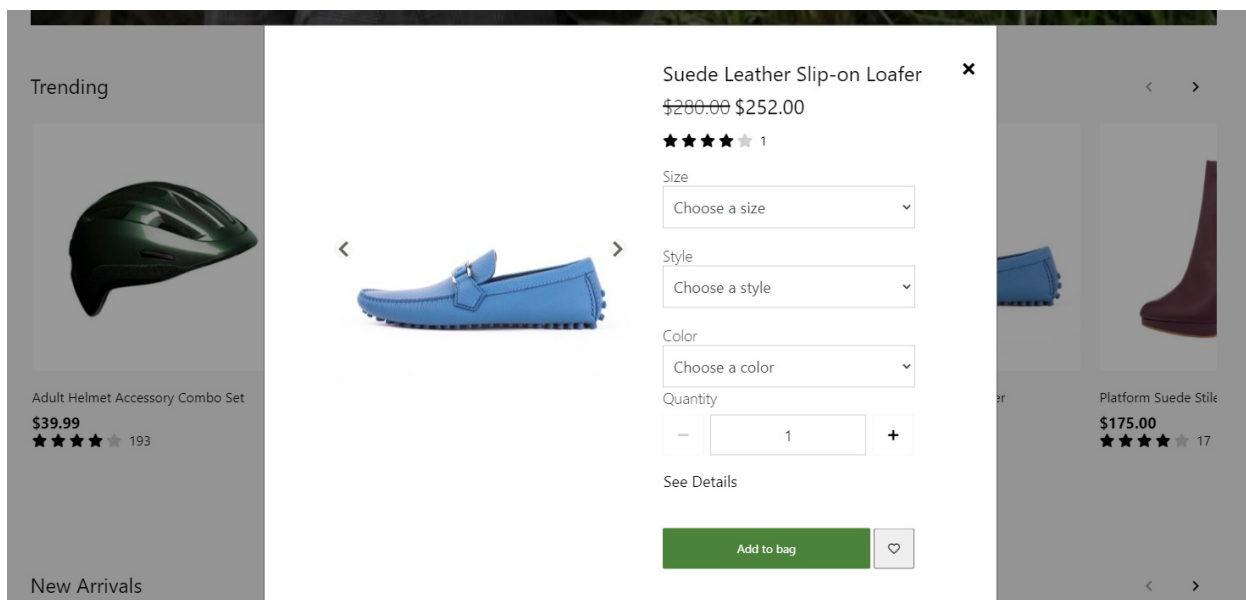 Trending
Adult Helmet Accessory Combo Set
$39.99
193
Suede Leather Slip-on Loafer
$280.00 $252.00
1
Size
Choose a size
Style
Choose a style
Color
Choose a color
Quantity
1
See Details
Add to bag
er
Platform Suede Stile
$175.00
17
New Arrivals